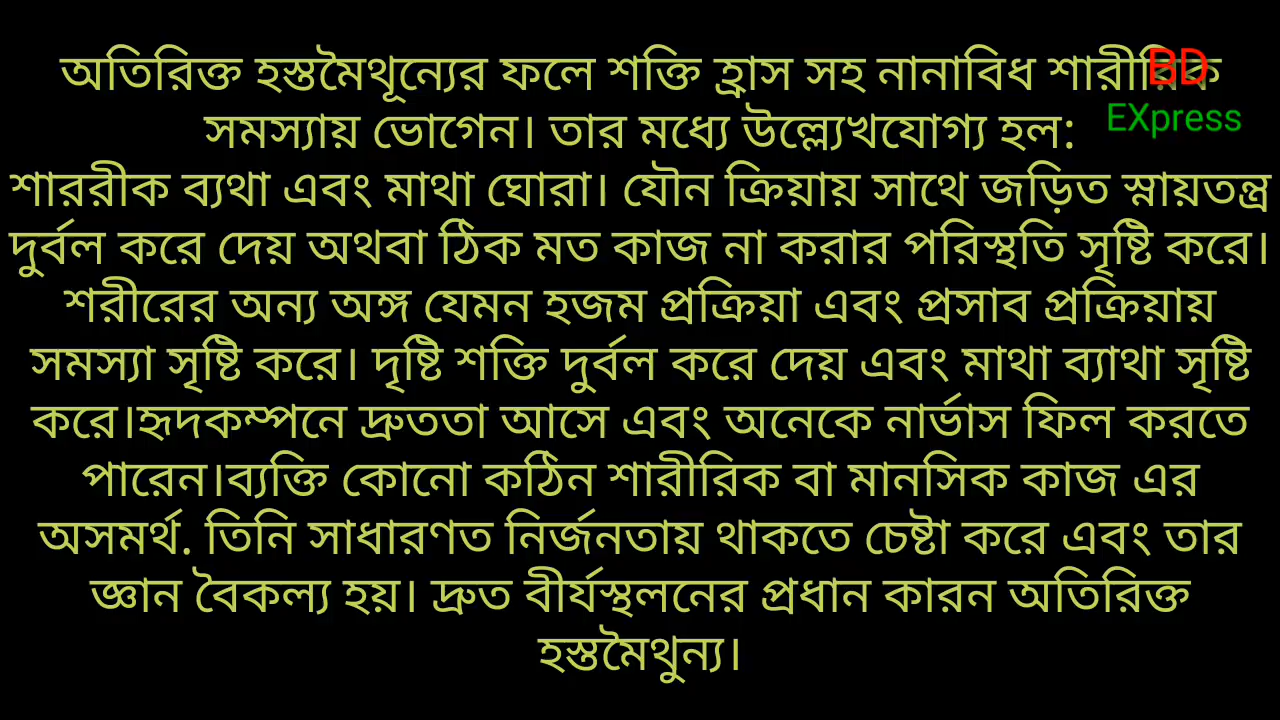 অতিরিক্ত হস্তমৈথূন্যের ফলে শক্তি হ্রাস সহ নানাবিধ শারীরিক
BD
EXpress
সমস্যায় ভোগেন। তার মধ্যে উল্ল্যেখযোগ্য হল:
শাররীক ব্যথা এবং মাথা ঘোরা। যৌন ক্রিয়ায় সাথে জড়িত স্নায়তন্ত্র
দুর্বল করে দেয় অথবা ঠিক মত কাজ না করার পরিস্থতি সৃষ্টি করে।
শরীরের অন্য অঙ্গ যেমন হজম প্রক্রিয়া এবং প্রসাব প্রক্রিয়ায়
সমস্যা সৃষ্টি করে। দৃষ্টি শক্তি দুর্বল করে দেয় এবং মাথা ব্যাথা সৃষ্টি
করে।হৃদকম্পনে দ্রুততা আসে এবং অনেকে নার্ভাস ফিল করতে
পারেন।ব্যক্তি কোনো কঠিন শারীরিক বা মানসিক কাজ এর
অসমর্থ. তিনি সাধারণত নির্জনতায় থাকতে চেষ্টা করে এবং তার
জ্ঞান বৈকল্য হয়। দ্রুত বীর্যস্থলনের প্রধান কারন অতিরিক্ত
হস্তমৈথুন্য।